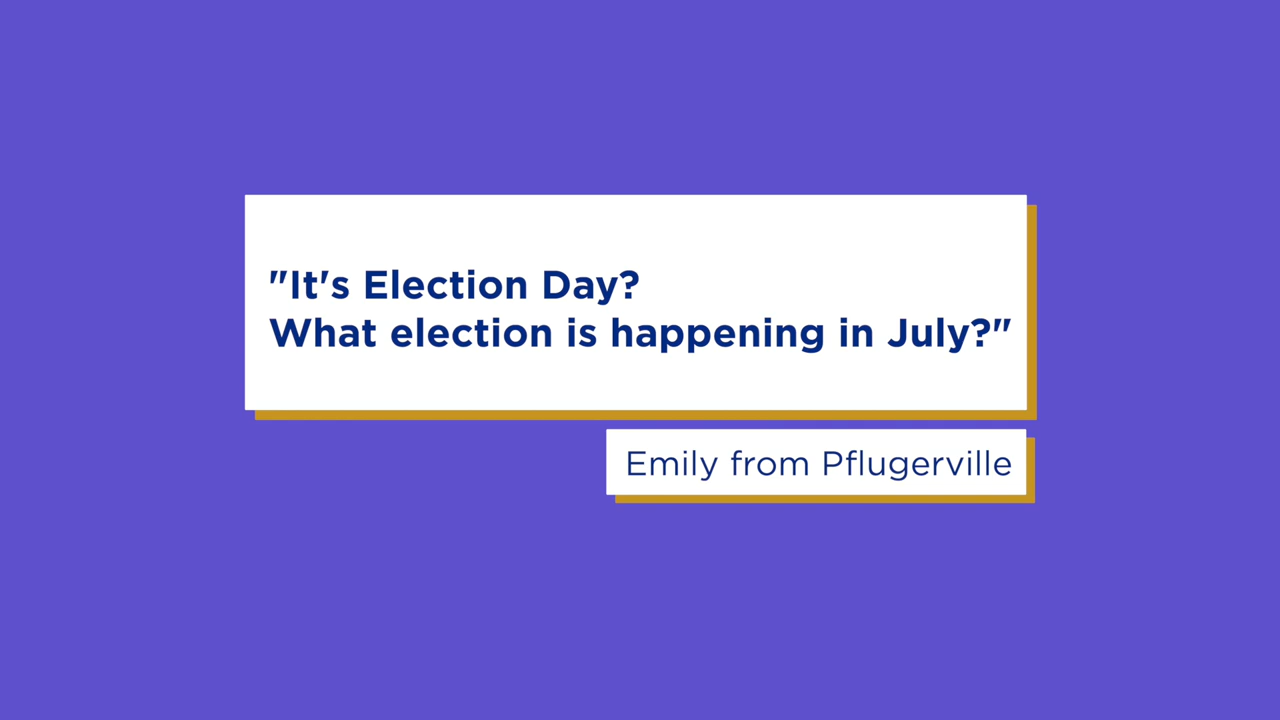 "It's Election Day?
What election is happening in July?"
Emily from Pflugerville